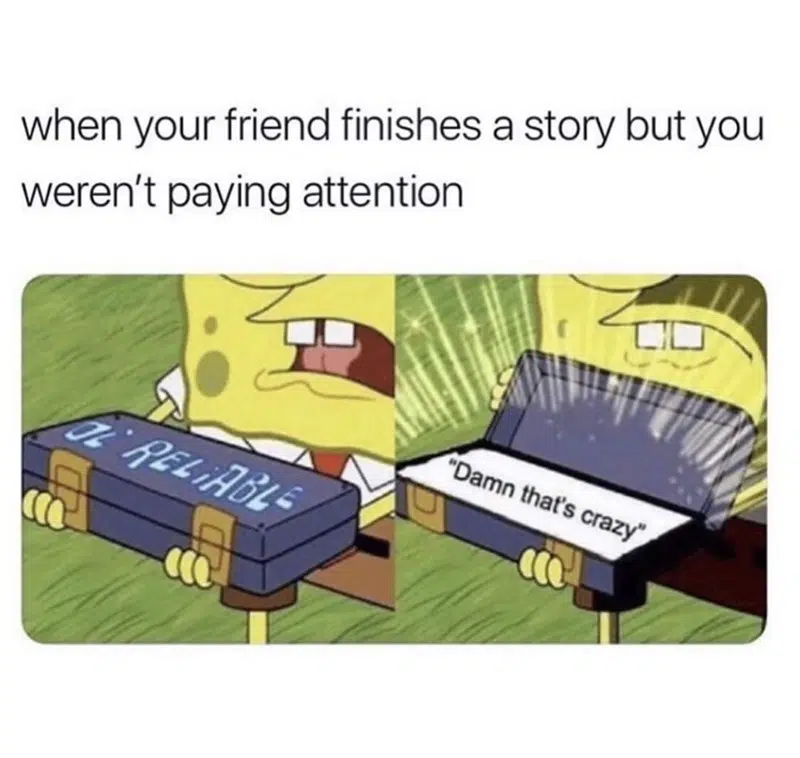 when your friend finishes a story but you
weren't paying attention
OL' RELiABLE
"Damn that's crazy"